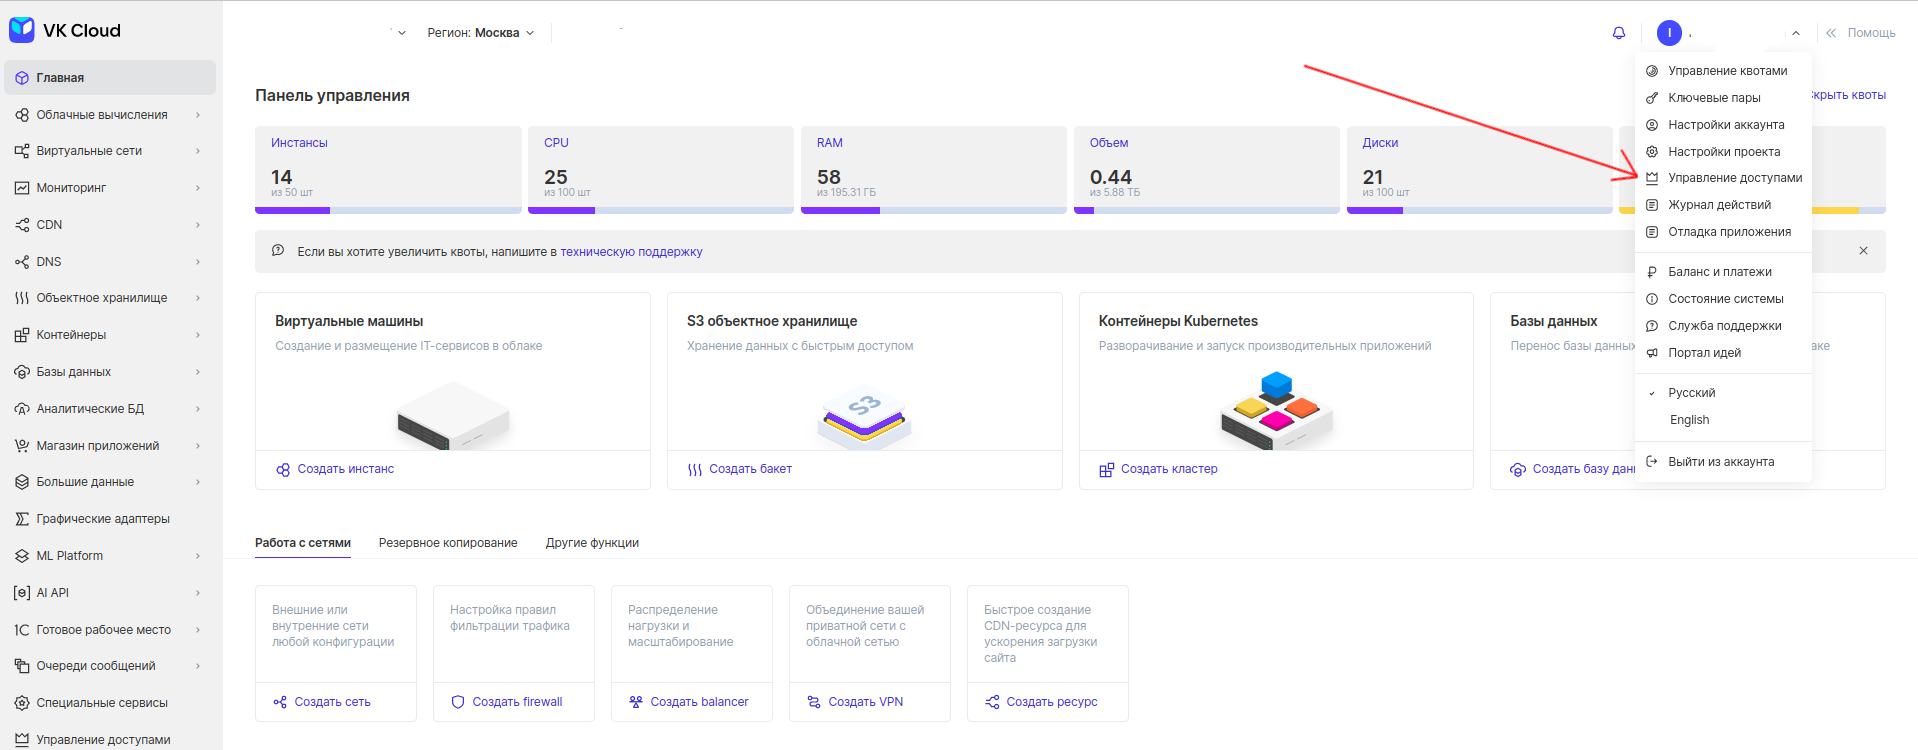 VK Cloud
Регион: Москва
I
Помощь
Главная
Облачные вычисления
Виртуальные сети
Мониторинг
CDN
DNS
Объектное хранилище
Контейнеры
Базы данных
Аналитические БД
Магазин приложений
Большие данные
Графические адаптеры
ML Platform
AI API
1C Готовое рабочее место
Очереди сообщений
Специальные сервисы
Управление доступами
Панель управления
Скрыть квоты
Инстансы
14
из 50 шт
CPU
25
из 100 шт
RAM
58
из 195.31 ГБ
Объем
0.44
из 5.88 ТБ
Диски
21
из 100 шт
Если вы хотите увеличить квоты, напишите в техническую поддержку
Виртуальные машины
Создание и размещение IT-сервисов в облаке
Создать инстанс
S3 объектное хранилище
Хранение данных с быстрым доступом
S3
Создать бакет
Контейнеры Kubernetes
Разворачивание и запуск производительных приложений
Создать кластер
Базы данных
Перенос базы данных
Создать базу
Управление квотами
Ключевые пары
Настройки аккаунта
Настройки проекта
Управление доступами
Журнал действий
Отладка приложения
Баланс и платежи
Состояние системы
Служба поддержки
Портал идей
Русский
English
Выйти из аккаунта
Работа с сетями
Резервное копирование
Другие функции
Внешние или
внутренние сети
любой конфигурации
Создать сеть
Настройка правил
фильтрации трафика
Создать firewall
Распределение
нагрузки и
масштабирование
Создать balancer
Объединение вашей
приватной сети с
облачной сетью
Создать VPN
Быстрое создание
CDN-ресурса для
ускорения загрузки
сайта
Создать ресурс